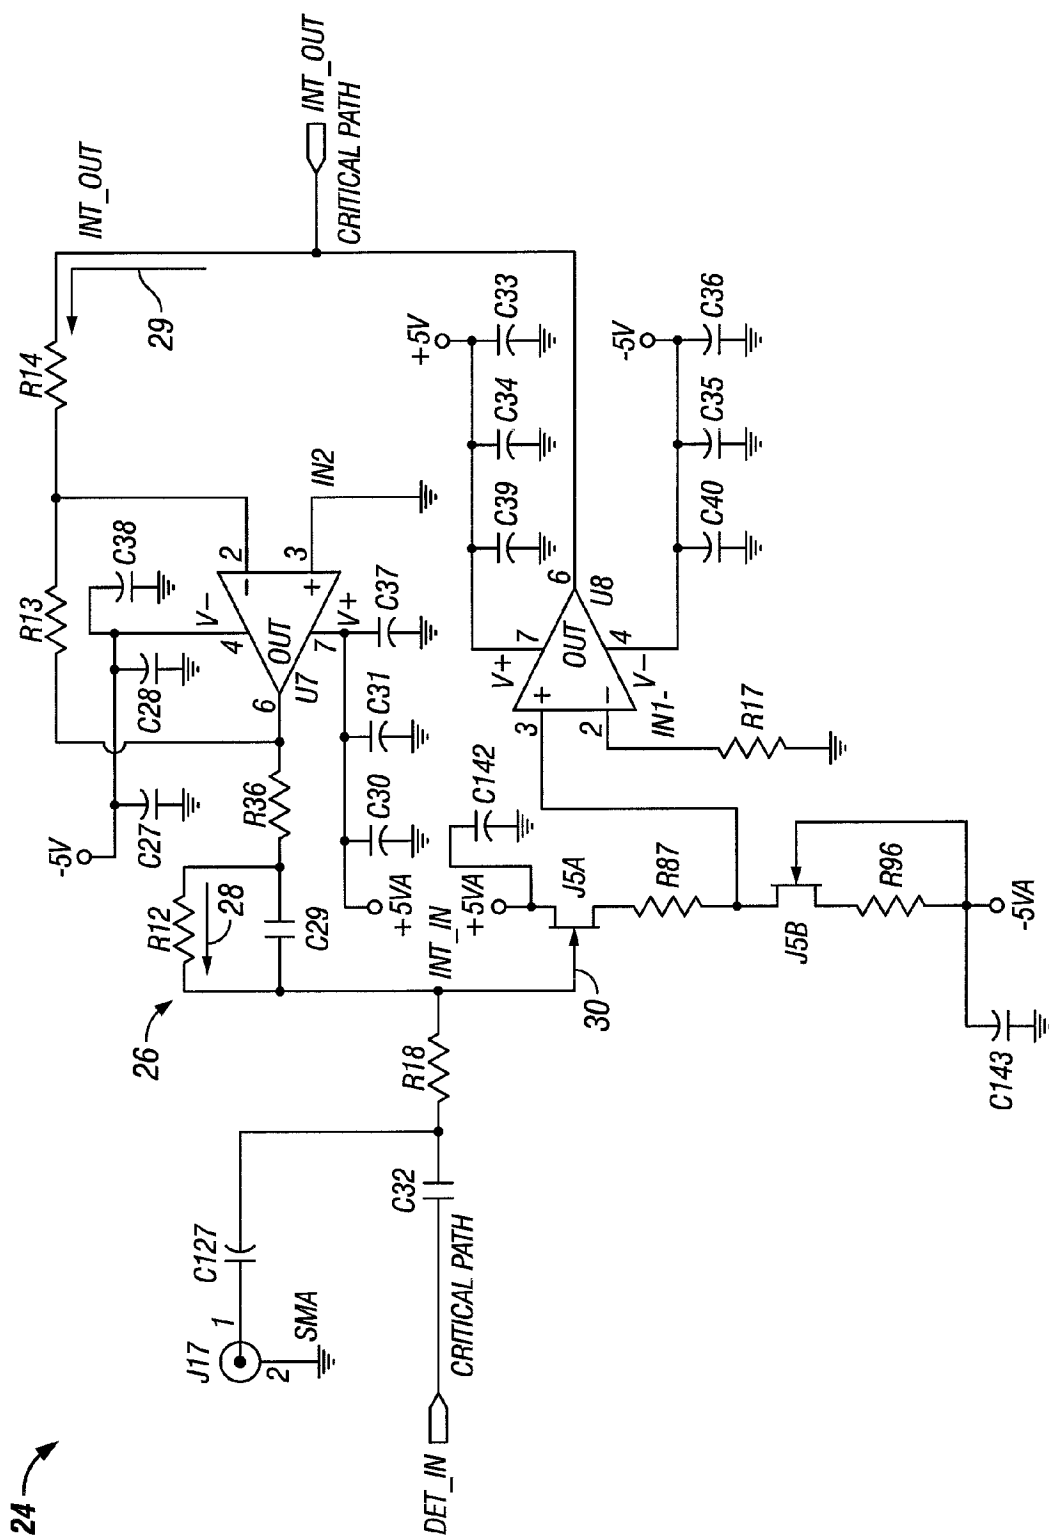 24
DET_IN
CRITICAL PATH
J17
1
2
SMA
C127
C32
R18
INT_IN
26
R12
28
C29
R36
-5V
C27
C28
C38
R13
R14
29
INT_OUT
INT_OUT
CRITICAL PATH
V-
4
2
-
3
+
IN2
OUT
6
U7
7
V+
C37
C31
C30
+5VA
30
J5A
+5VA
C142
R87
J5B
R96
-5VA
C143
3
+
2
-
IN1-
R17
OUT
V+
7
6
U8
4
V-
+5V
C39
C34
C33
-5V
C40
C35
C36